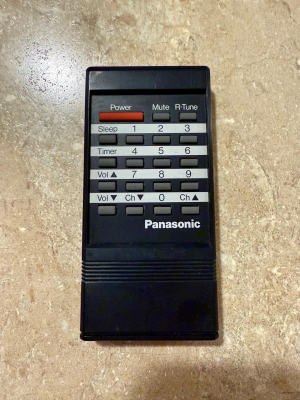 Power Mute R-Tune
Sleep 1 2 3
Timer 4 5 6
Vol ▲ 7 8 9
Vol ▼ Ch ▼ 0 Ch ▲
Panasonic